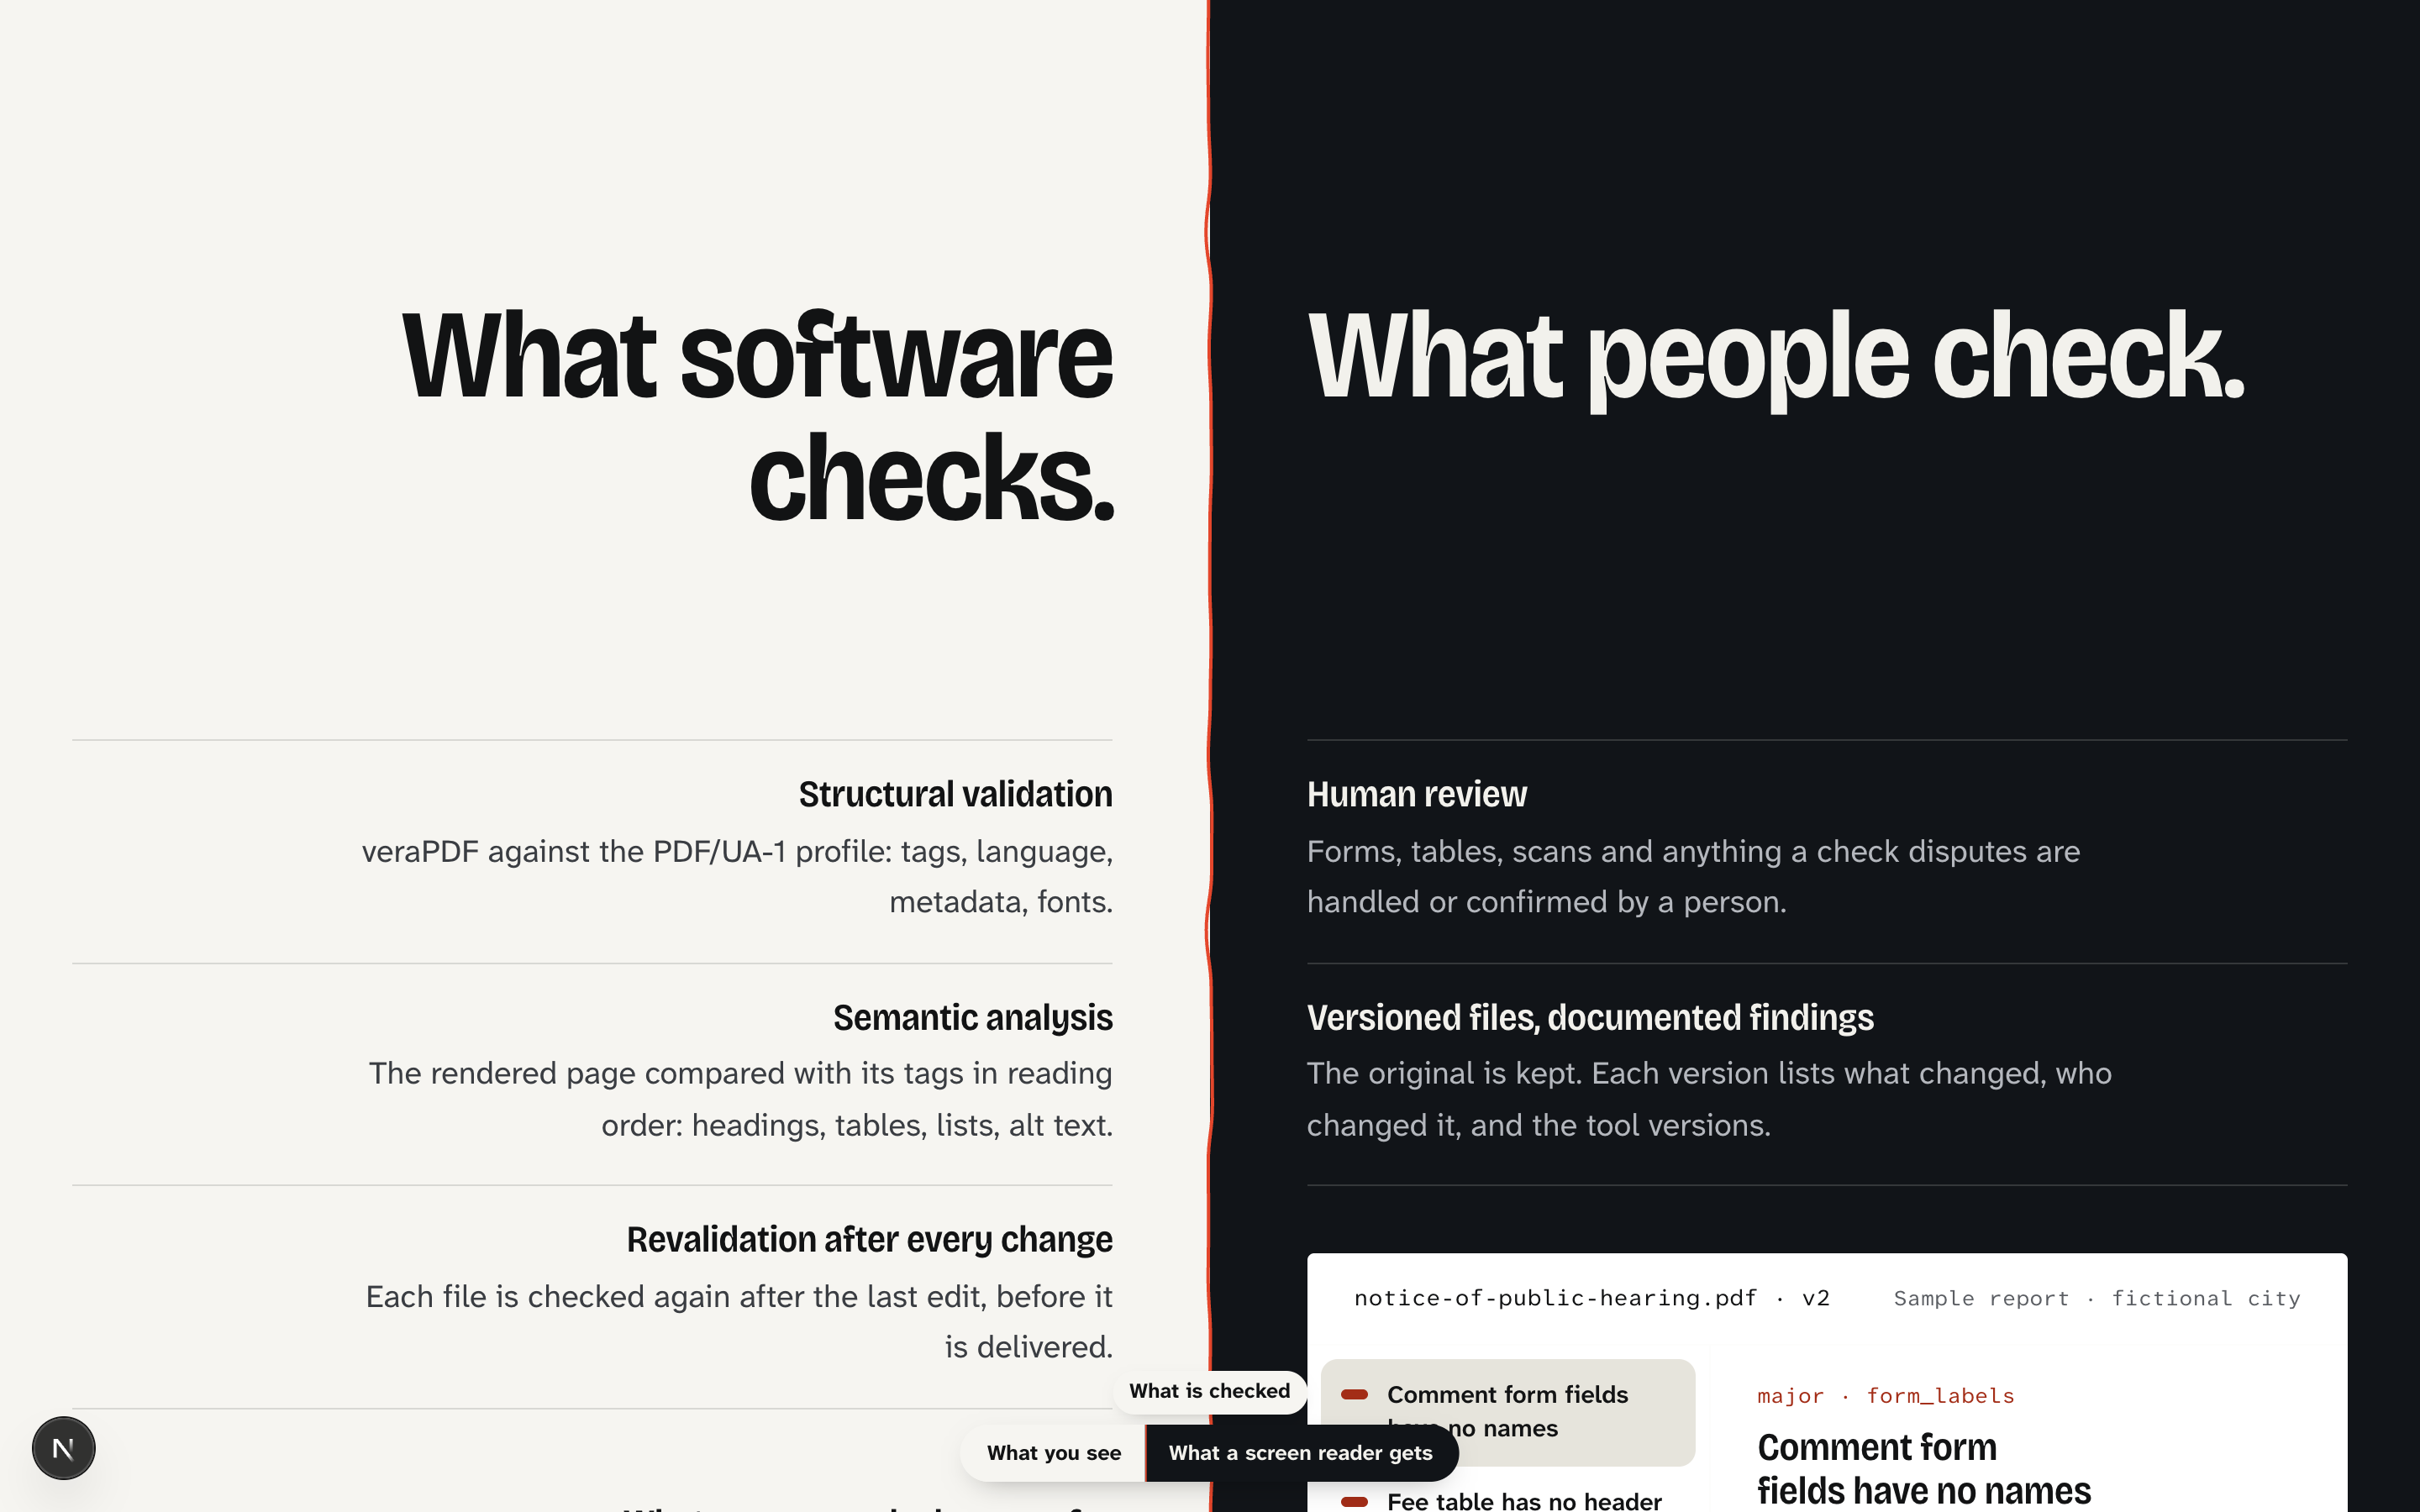 What software
checks.
Structural validation
veraPDF against the PDF/UA-1 profile: tags, language,
metadata, fonts.
Semantic analysis
The rendered page compared with its tags in reading
order: headings, tables, lists, alt text.
Revalidation after every change
Each file is checked again after the last edit, before it
is delivered.
What people check.
Human review
Forms, tables, scans and anything a check disputes are
handled or confirmed by a person.
Versioned files, documented findings
The original is kept. Each version lists what changed, who
changed it, and the tool versions.
notice-of-public-hearing.pdf · v2
Sample report · fictional city
Comment form fields
have no names
Fee table has no header
major · form_labels
Comment form
fields have no names
What is checked
What you see
What a screen reader gets
N